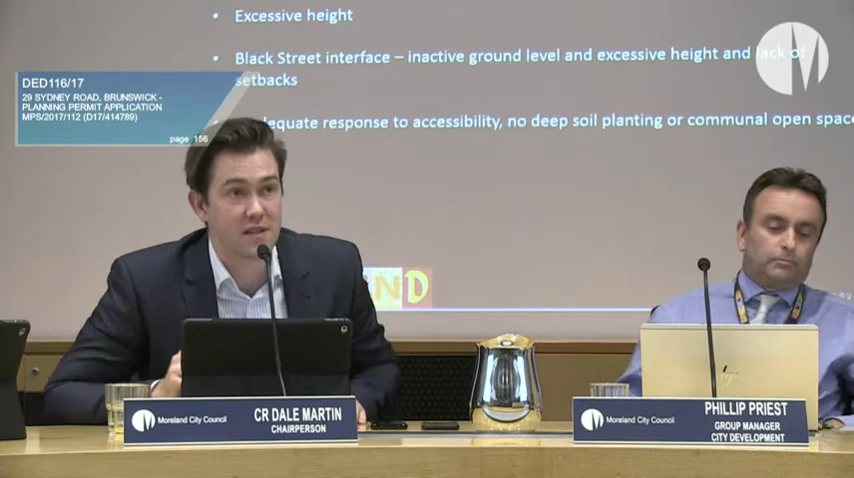 • Excessive height
• Black Street interface – inactive ground level and excessive height and lack of
setbacks
DED116/17
29 SYDNEY ROAD, BRUNSWICK -
PLANNING PERMIT APPLICATION
MPS/2017/112 (D17/414789)
page 156
equate response to accessibility, no deep soil planting or communal open space
ND
hp
Moreland City Council
CR DALE MARTIN
CHAIRPERSON
Moreland City Council
PHILLIP PRIEST
GROUP MANAGER
CITY DEVELOPMENT